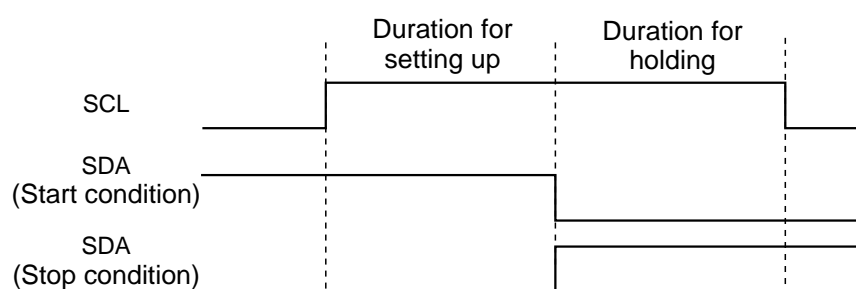 Duration for
setting up
Duration for
holding
SCL
SDA
(Start condition)
SDA
(Stop condition)